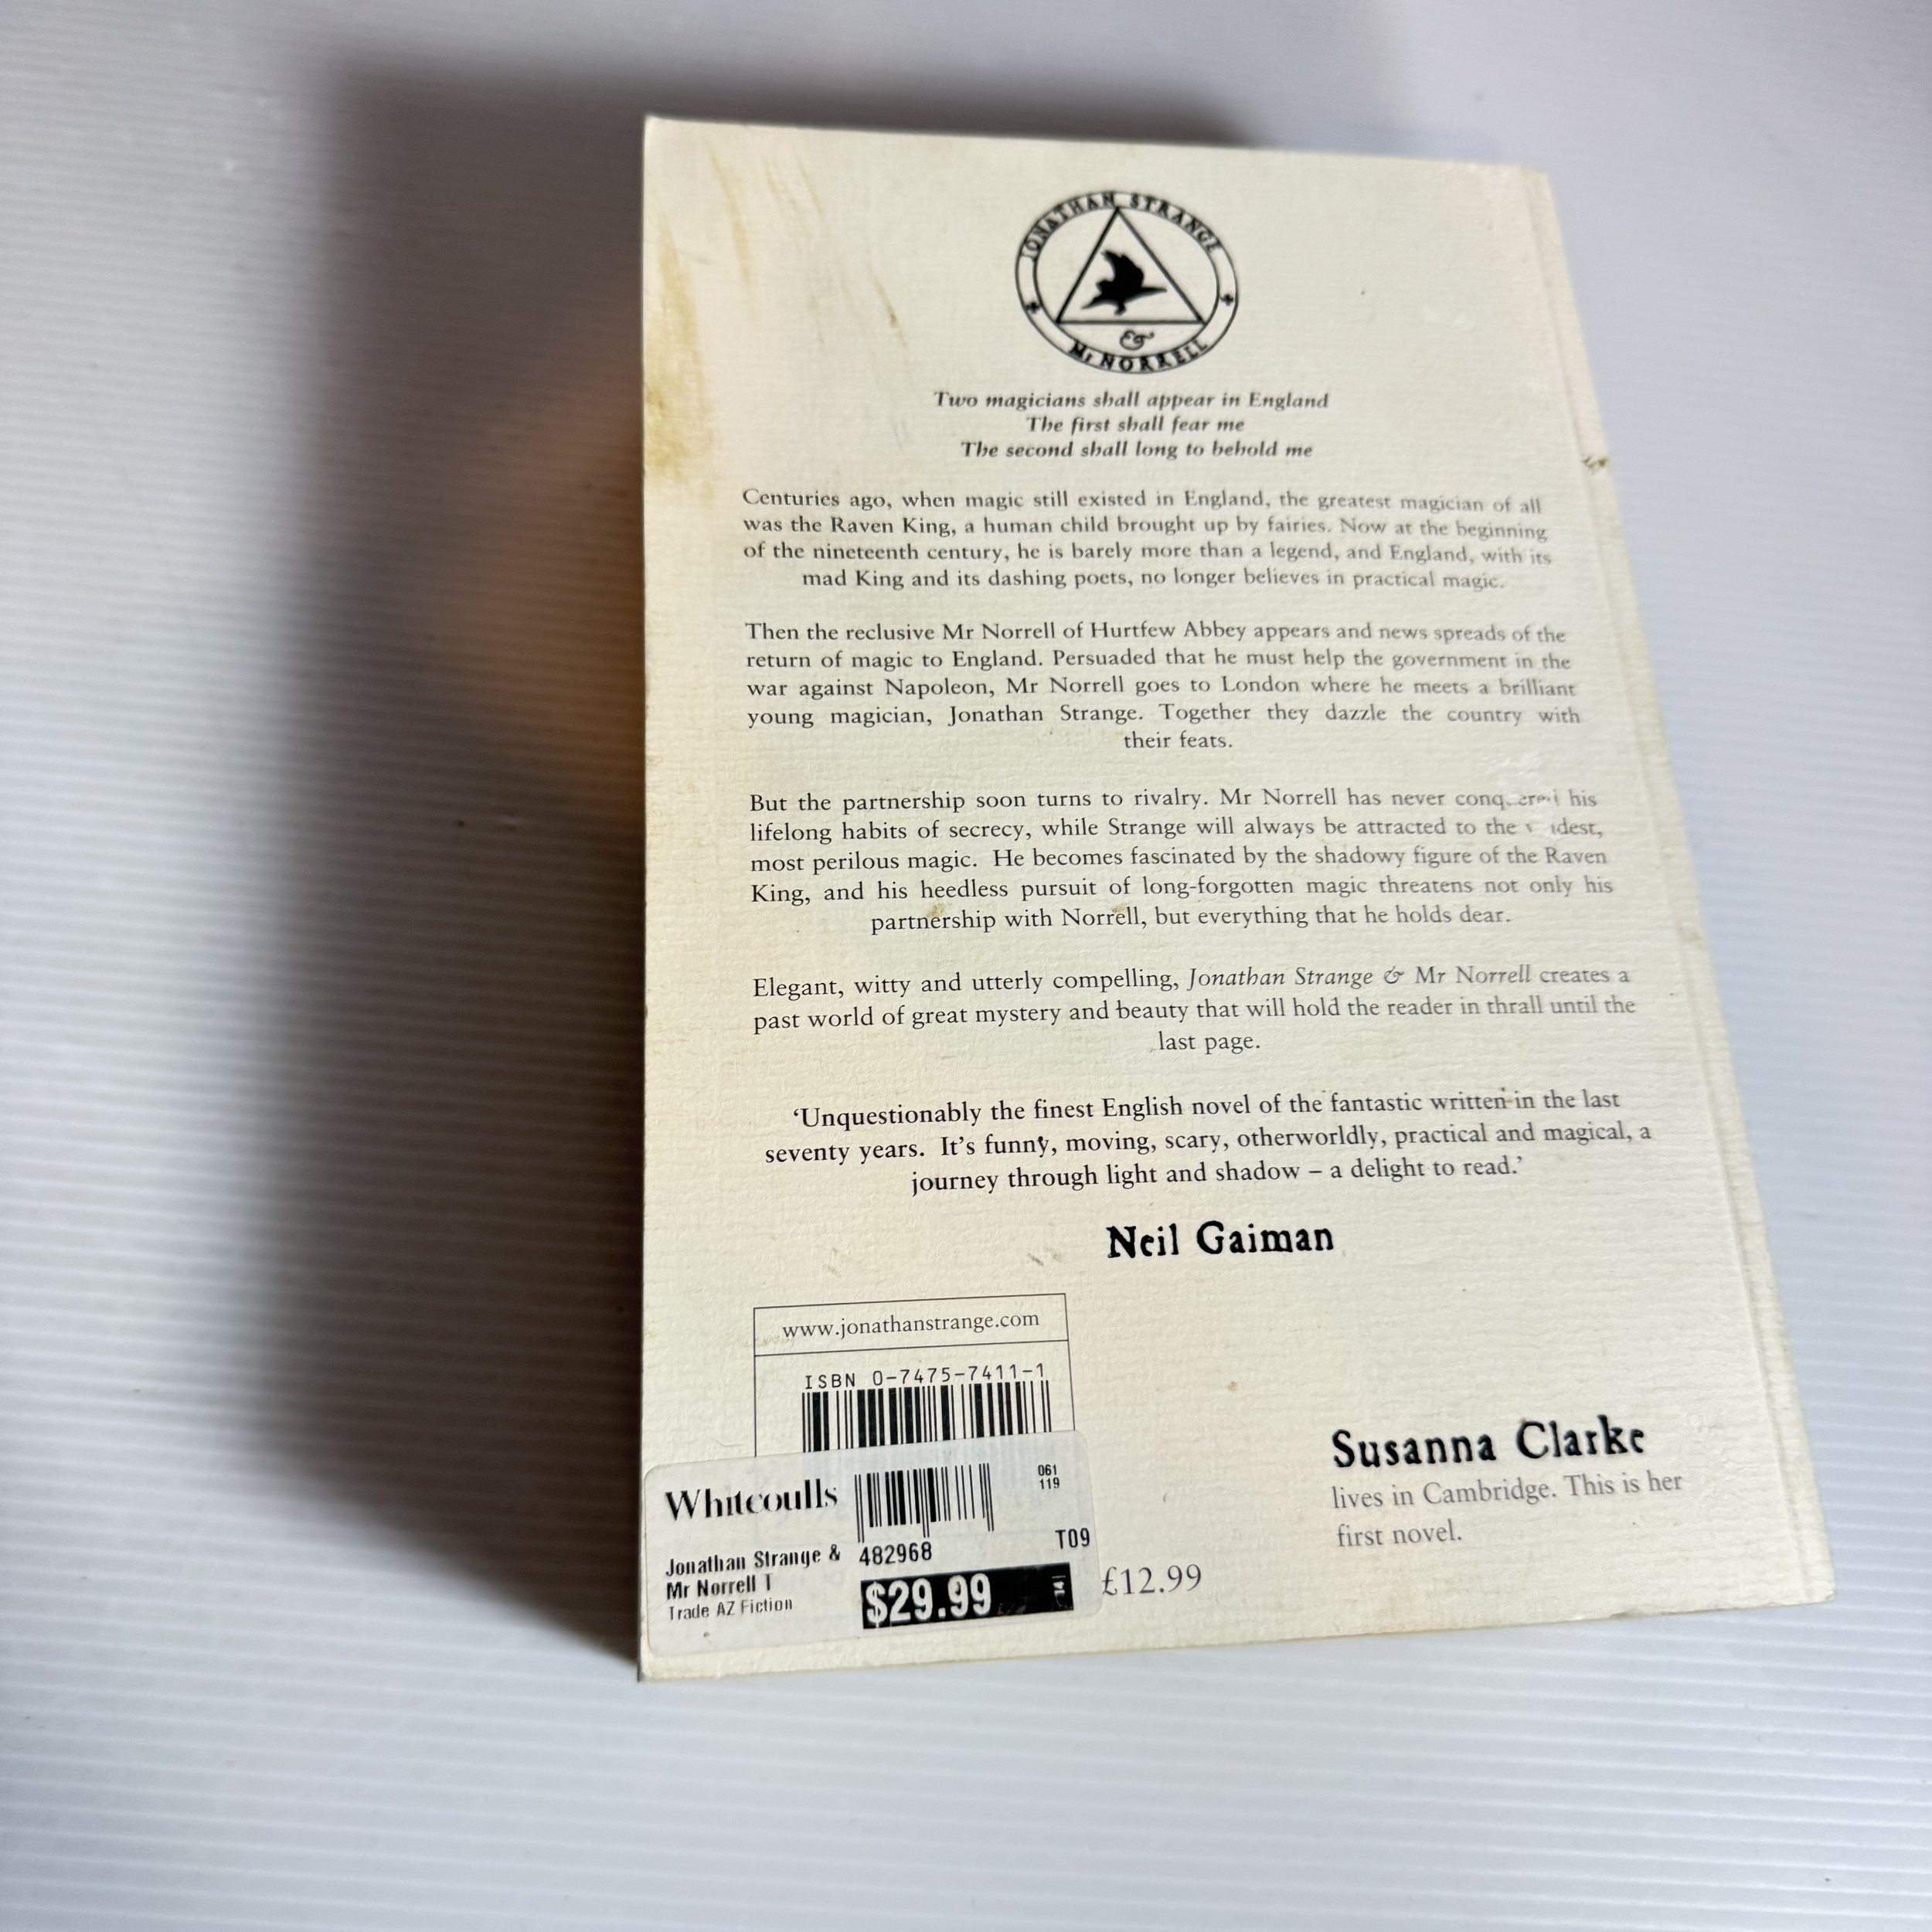 JONATHAN STRANGE
&
Mr NORRELL
Two magicians shall appear in England
The first shall fear me
The second shall long to behold me
Centuries ago, when magic still existed in England, the greatest magician of all
was the Raven King, a human child brought up by fairies. Now at the beginning
of the nineteenth century, he is barely more than a legend, and England, with its
mad King and its dashing poets, no longer believes in practical magic.
Then the reclusive Mr Norrell of Hurtfew Abbey appears and news spreads of the
return of magic to England. Persuaded that he must help the government in the
war against Napoleon, Mr Norrell goes to London where he meets a brilliant
young magician, Jonathan Strange. Together they dazzle the country with
their feats.
But the partnership soon turns to rivalry. Mr Norrell has never conquered his
lifelong habits of secrecy, while Strange will always be attracted to the
most perilous magic. He becomes fascinated by the shadowy figure of the Raven
King, and his heedless pursuit of long-forgotten magic threatens not only his
partnership with Norrell, but everything that he holds dear.
Elegant, witty and utterly compelling, Jonathan Strange & Mr Norrell creates a
past world of great mystery and beauty that will hold the reader in thrall until the
last page.
‘Unquestionably the finest English novel of the fantastic written in the last
seventy years. It’s funny, moving, scary, otherworldly, practical and magical, a
journey through light and shadow – a delight to read.’
Neil Gaiman
www.jonathanstrange.com
ISBN 0-7475-7411-1
Whitcoulls
061
119
Jonathan Strange &
Mr Norrell T
Trade AZ Fiction
482968
T09
$29.99
£12.99
Susanna Clarke
lives in Cambridge. This is her
first novel.